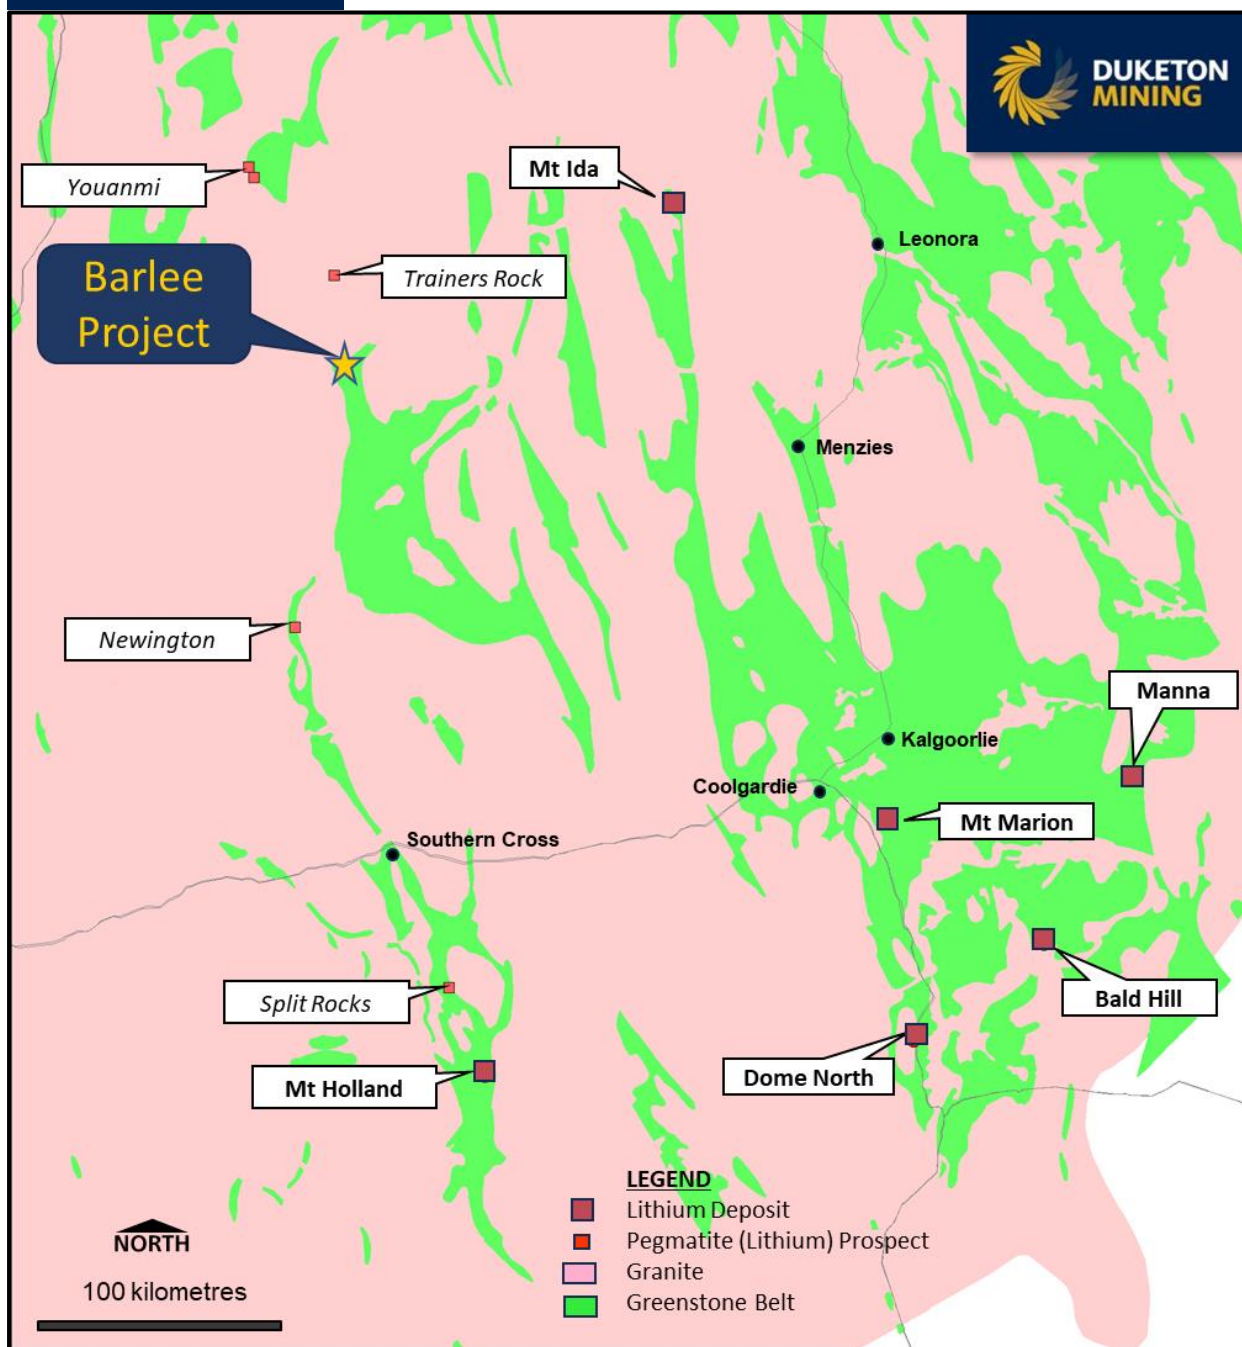 DUKETON
MINING
Youanmi
Mt Ida
Leonora
Barlee
Project
Trainers Rock
Menzies
Newington
Manna
Kalgoorlie
Coolgardie
Mt Marion
Southern Cross
Split Rocks
Bald Hill
Mt Holland
Dome North
LEGEND
Lithium Deposit
Pegmatite (Lithium) Prospect
Granite
Greenstone Belt
NORTH
100 kilometres